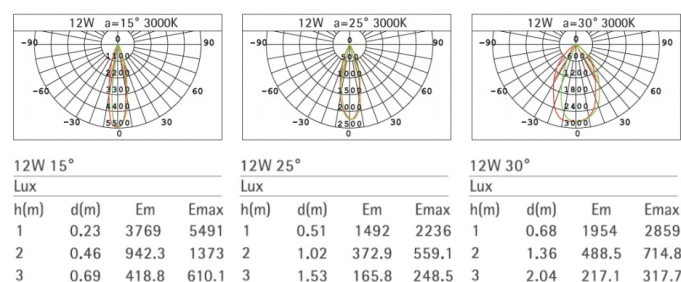 12W a=15° 3000K
-90 0 90
1100
2200
-60 3300 60
4400
-30 5500 30
0
12W 15°
Lux
h(m) d(m) Em Emax
1 0.23 3769 5491
2 0.46 942.3 1373
3 0.69 418.8 610.1
12W a=25° 3000K
-90 0 90
500
1000
-60 1500 60
2000
-30 2500 30
0
12W 25°
Lux
h(m) d(m) Em Emax
1 0.51 1492 2236
2 1.02 372.9 559.1
3 1.53 165.8 248.5
12W a=30° 3000K
-90 0 90
600
1200
-60 1800 60
2400
-30 3000 30
0
12W 30°
Lux
h(m) d(m) Em Emax
1 0.68 1954 2859
2 1.36 488.5 714.8
3 2.04 217.1 317.7